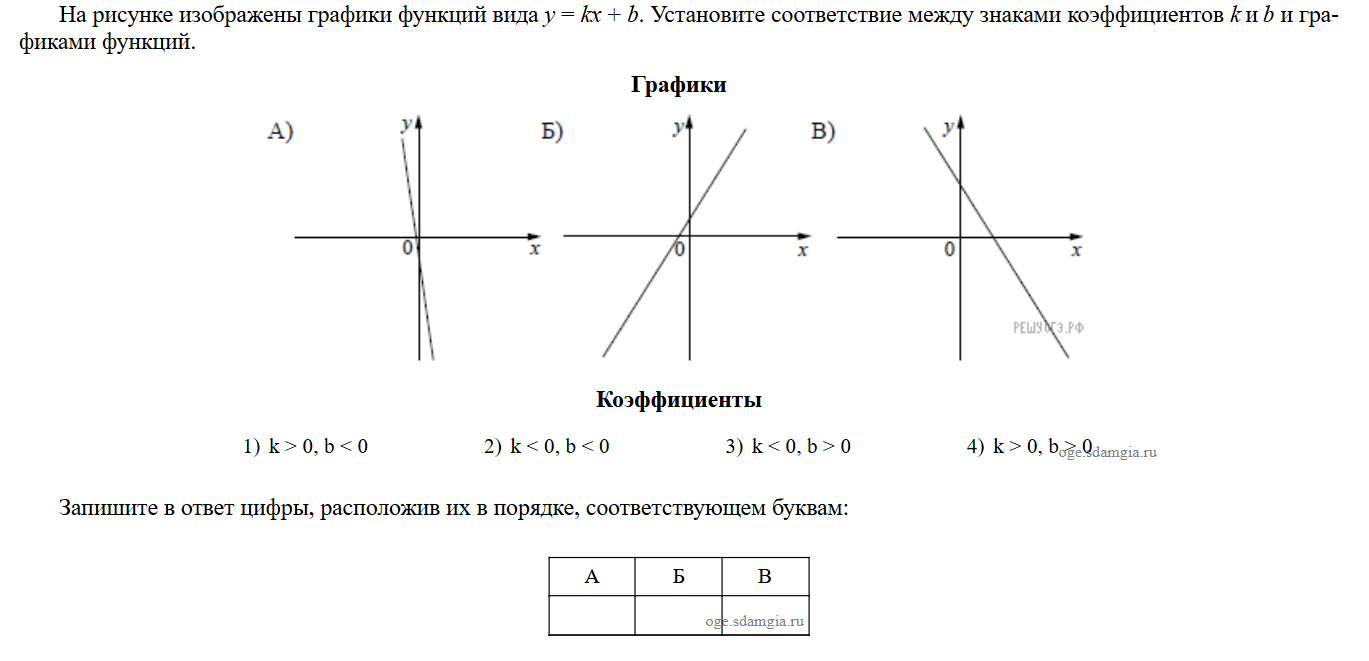 На рисунке изображены графики функций вида y = kx + b. Установите соответствие между знаками коэффициентов k и b и гра-
фиками функций.
Графики
А) y 0 x Б) y 0 x В) y 0 x
РЕШУОГЭ.РФ
Коэффициенты
1) k > 0, b < 0 2) k < 0, b < 0 3) k < 0, b > 0 4) k > 0, b > 0
oge.sdamgia.ru
Запишите в ответ цифры, расположив их в порядке, соответствующем буквам:
А Б В
oge.sdamgia.ru